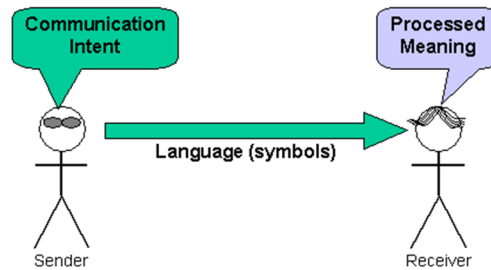 Communication
Intent
Processed
Meaning
Language (symbols)
Sender
Receiver